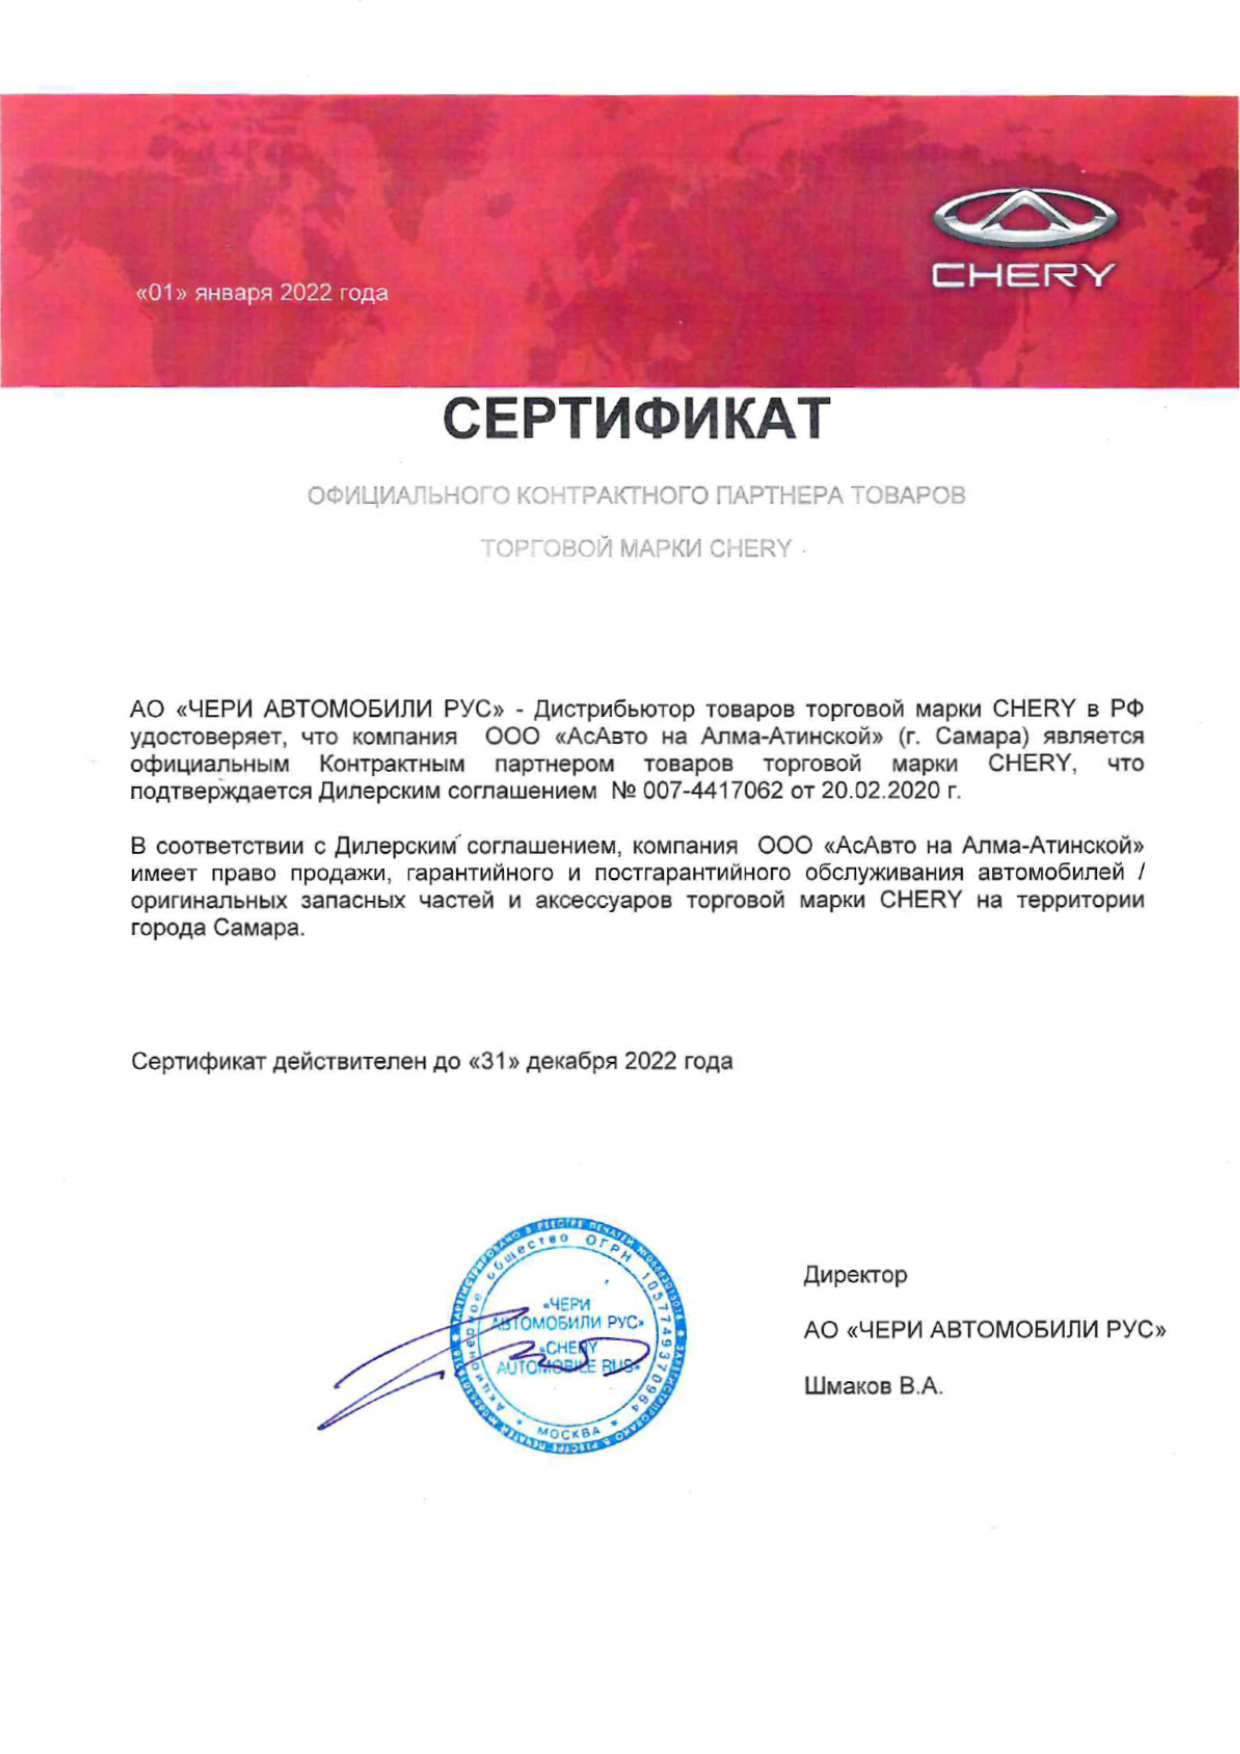 «01» января 2022 года
CHERY
СЕРТИФИКАТ
ОФИЦИАЛЬНОГО КОНТРАКТНОГО ПАРТНЕРА ТОВАРОВ
ТОРГОВОЙ МАРКИ CHERY
АО «ЧЕРИ АВТОМОБИЛИ РУС» - Дистрибьютор товаров торговой марки CHERY в РФ
удостоверяет, что компания ООО «АсАвто на Алма-Атинской» (г. Самара) является
официальным Контрактным партнером товаров торговой марки CHERY, что
подтверждается Дилерским соглашением № 007-4417062 от 20.02.2020 г.
В соответствии с Дилерским соглашением, компания ООО «АсАвто на Алма-Атинской»
имеет право продажи, гарантийного и постгарантийного обслуживания автомобилей /
оригинальных запасных частей и аксессуаров торговой марки CHERY на территории
города Самара.
Сертификат действителен до «31» декабря 2022 года
Директор
АО «ЧЕРИ АВТОМОБИЛИ РУС»
Шмаков В.А.
Акционерное общество ОГРН 1057749370964
МОСКВА
«ЧЕРИ
АВТОМОБИЛИ РУС»
«CHERY
AUTOMOBILE RUS»